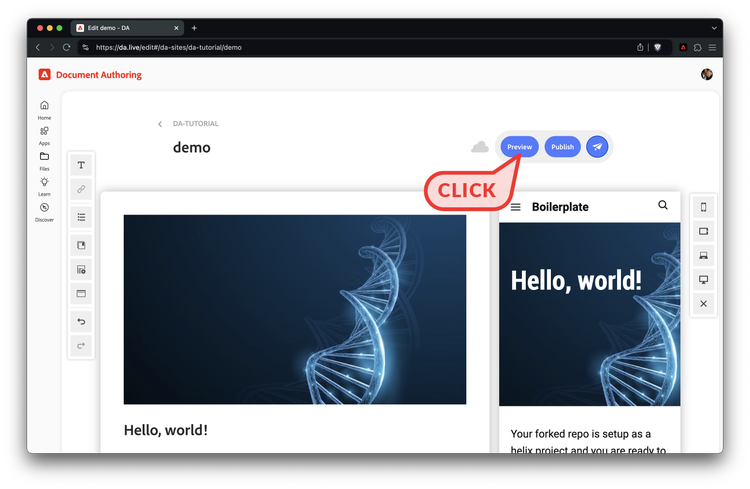 Edit demo - DA
https://da.live/edit#/da-sites/da-tutorial/demo
Document Authoring
Home
Apps
Files
Learn
Discover
DA-TUTORIAL
demo
Preview
Publish
CLICK
T
Hello, world!
Boilerplate
Hello, world!
Your forked repo is setup as a
helix project and you are ready to